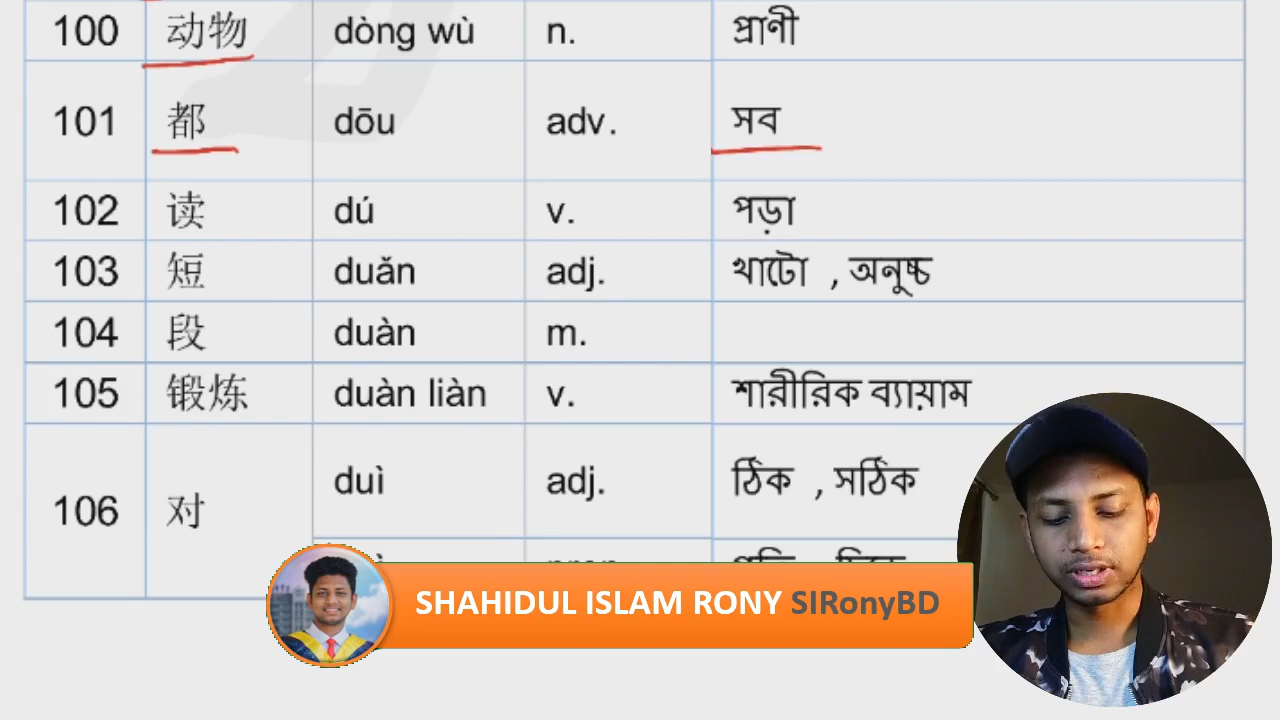 100 动物 dòng wù n. প্রাণী
101 都 dōu adv. সব
102 读 dú v. পড়া
103 短 duǎn adj. খাটো , অনুচ্চ
104 段 duàn m.
105 锻炼 duàn liàn v. শারীরিক ব্যায়াম
106 对 duì adj. ঠিক , সঠিক
SHAHIDUL ISLAM RONY SIRonyBD